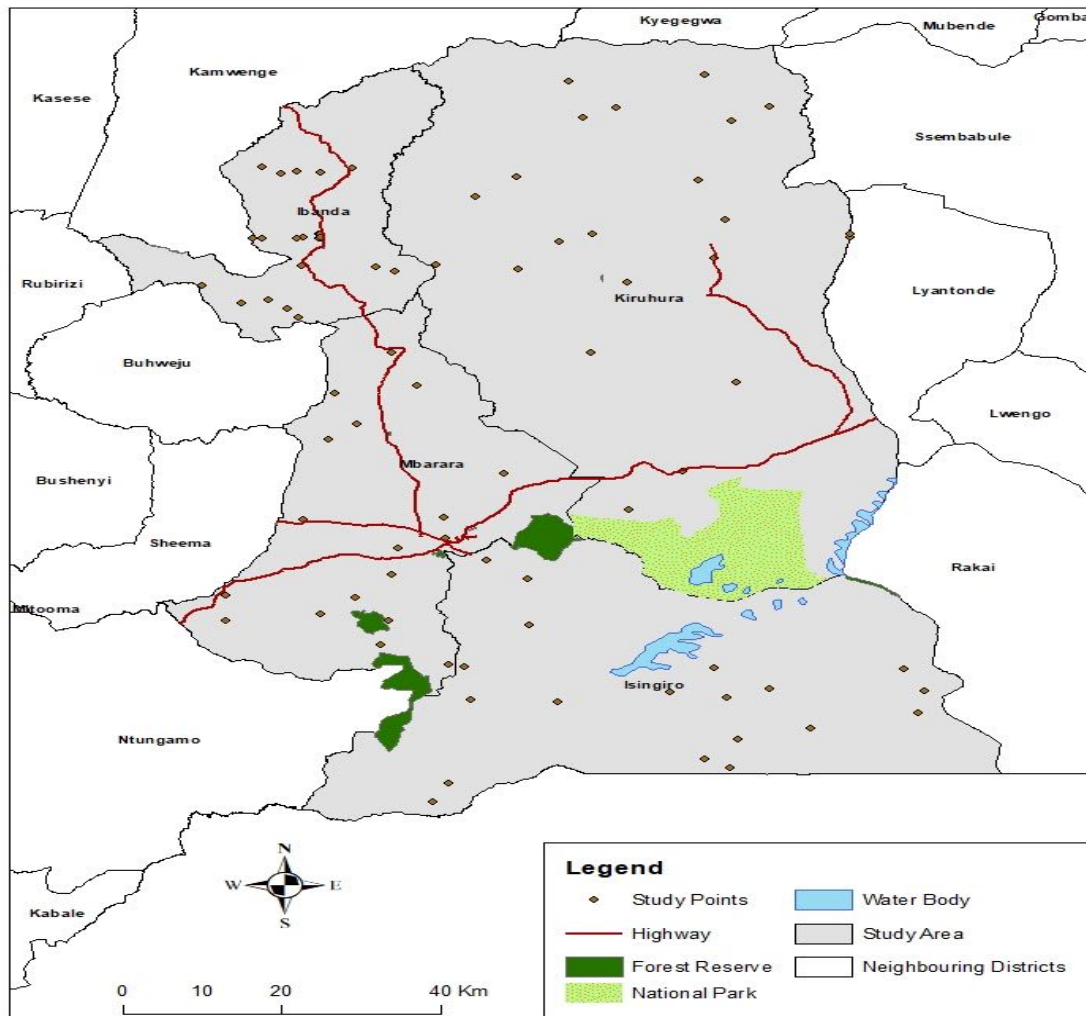 Kyegegwa
Mubende
Gomba
Kamwenge
Kasese
Ssembabule
Ibanda
Rubirizi
Lyantonde
Kiruhura
Buhweju
Lwengo
Mbarara
Bushenyi
Sheema
Rakai
Mitooma
Isingiro
Ntungamo
N
W
E
S
Kabale
0 10 20 40 Km
Legend
Study Points
Water Body
Highway
Study Area
Forest Reserve
Neighbouring Districts
National Park